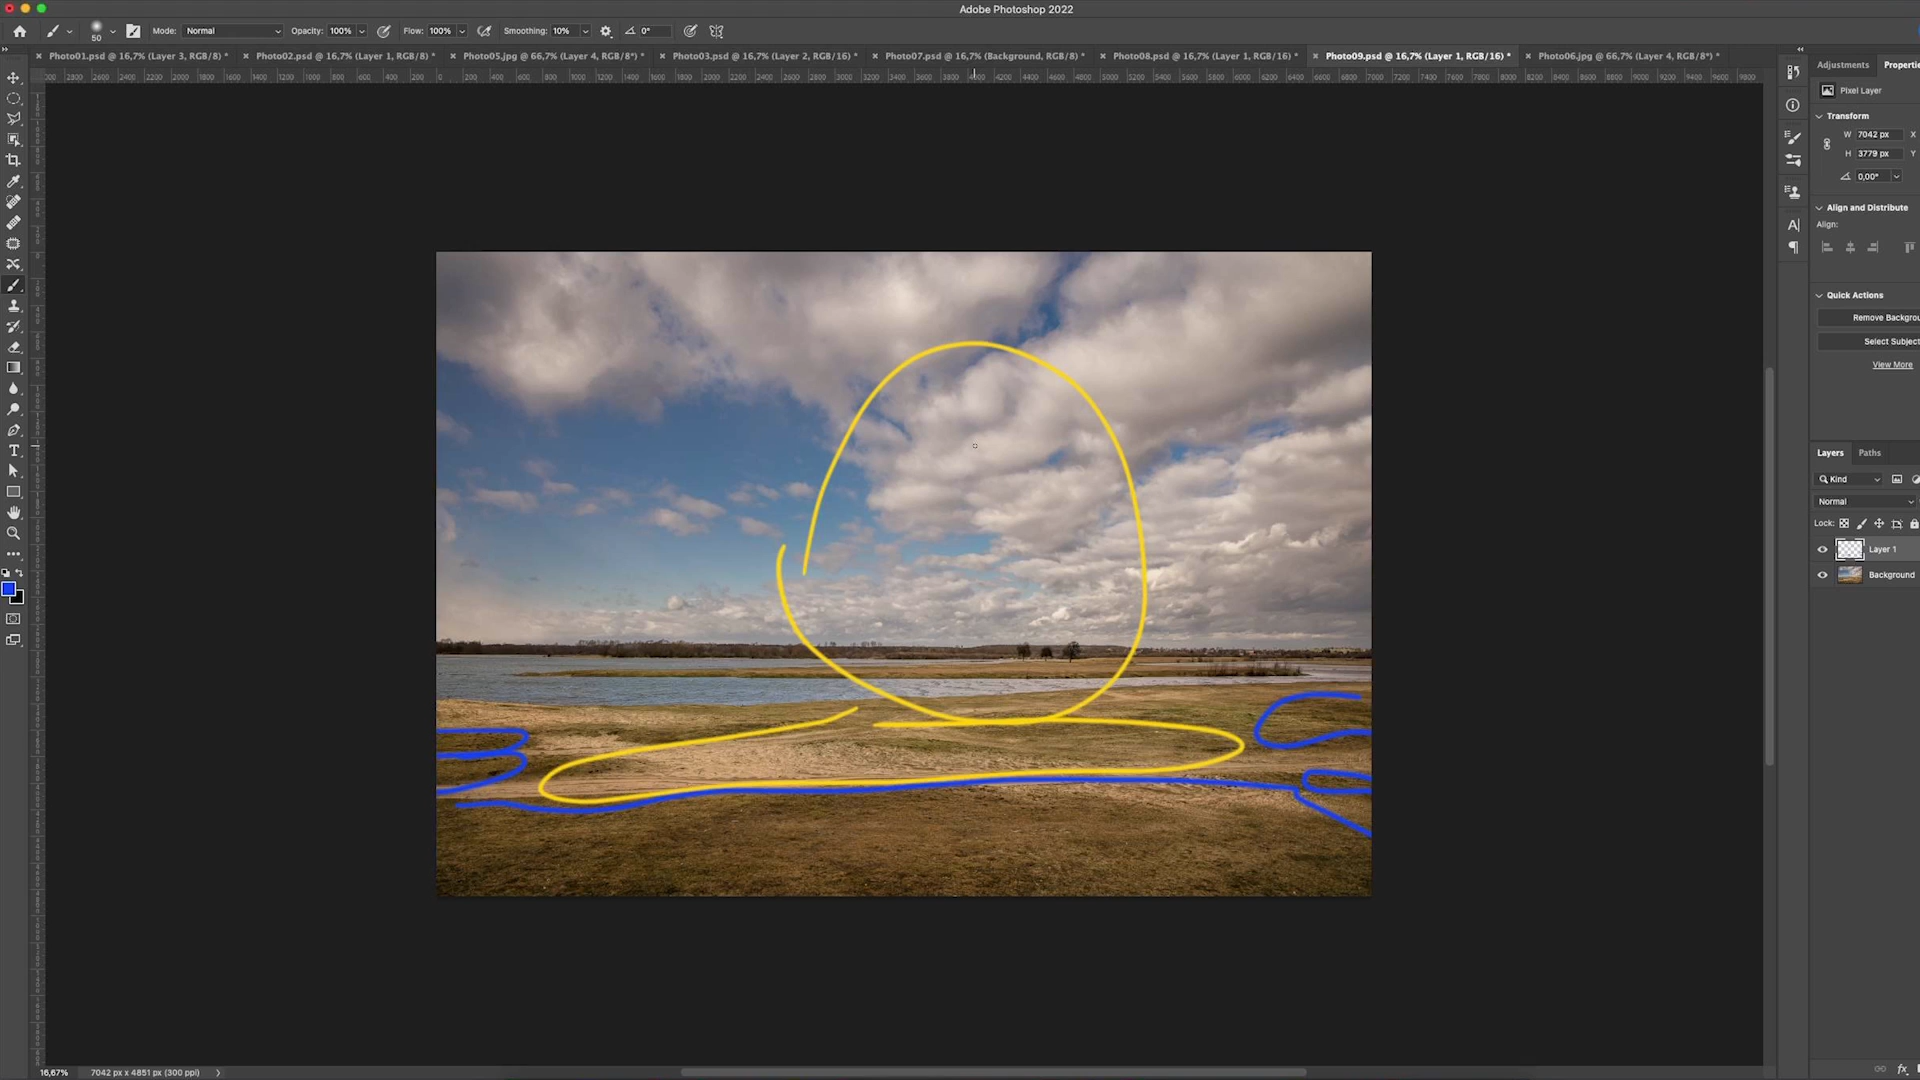 Adobe Photoshop 2022
50 Mode: Normal Opacity: 100% Flow: 100% Smoothing: 10% 0°
Photo01.psd @ 16,7% (Layer 3, RGB/8) * Photo02.psd @ 16,7% (Layer 1, RGB/8) * Photo05.jpg @ 66,7% (Layer 4, RGB/8*) * Photo03.psd @ 16,7% (Layer 2, RGB/16) * Photo07.psd @ 16,7% (Background, RGB/8) * Photo08.psd @ 16,7% (Layer 1, RGB/16) * Photo09.psd @ 16,7% (Layer 1, RGB/16) * Photo06.jpg @ 66,7% (Layer 4, RGB/8*) *
Adjustments Properties
Pixel Layer
Transform
W 7042 px X
H 3779 px Y
0,00°
Align and Distribute
Align:
Quick Actions
Remove Backgrou
Select Subject
View More
Layers Paths
Kind
Normal
Lock:
Layer 1
Background
16,67% 7042 px x 4851 px (300 ppi)
fx